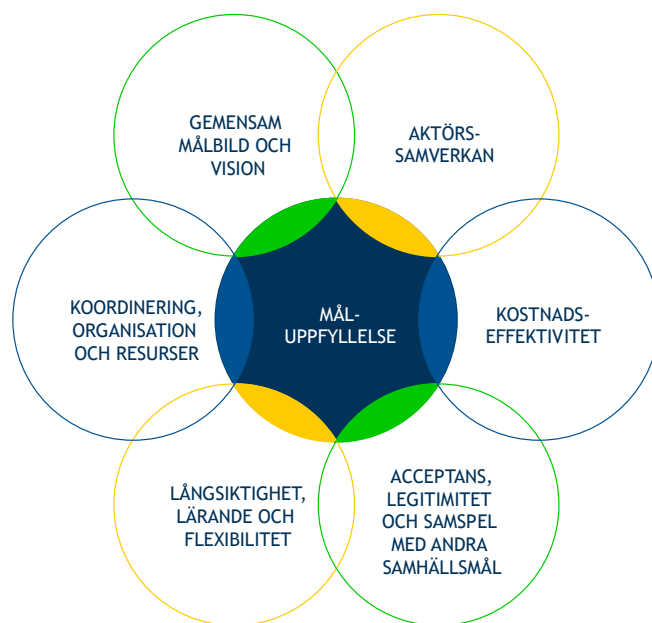 GEMENSAM
MÅLBILD OCH
VISION
AKTÖRS-
SAMVERKAN
KOORDINERING,
ORGANISATION
OCH RESURSER
MÅL-
UPPFYLLELSE
KOSTNADS-
EFFEKTIVITET
LÅNGSIKTIGHET,
LÄRANDE OCH
FLEXIBILITET
ACCEPTANS,
LEGITIMITET
OCH SAMSPEL
MED ANDRA
SAMHÄLLSMÅL